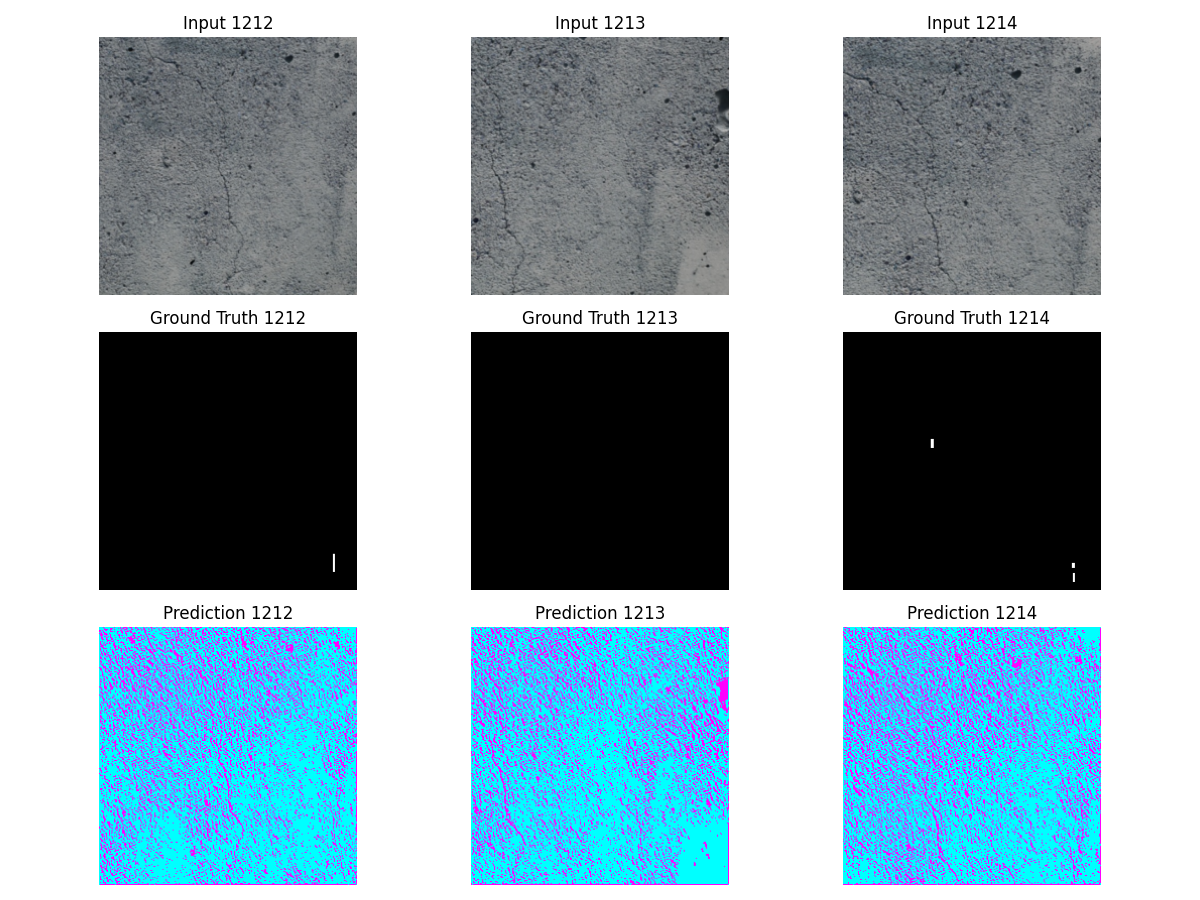 Input 1212
Input 1213
Input 1214
Ground Truth 1212
Ground Truth 1213
Ground Truth 1214
Prediction 1212
Prediction 1213
Prediction 1214